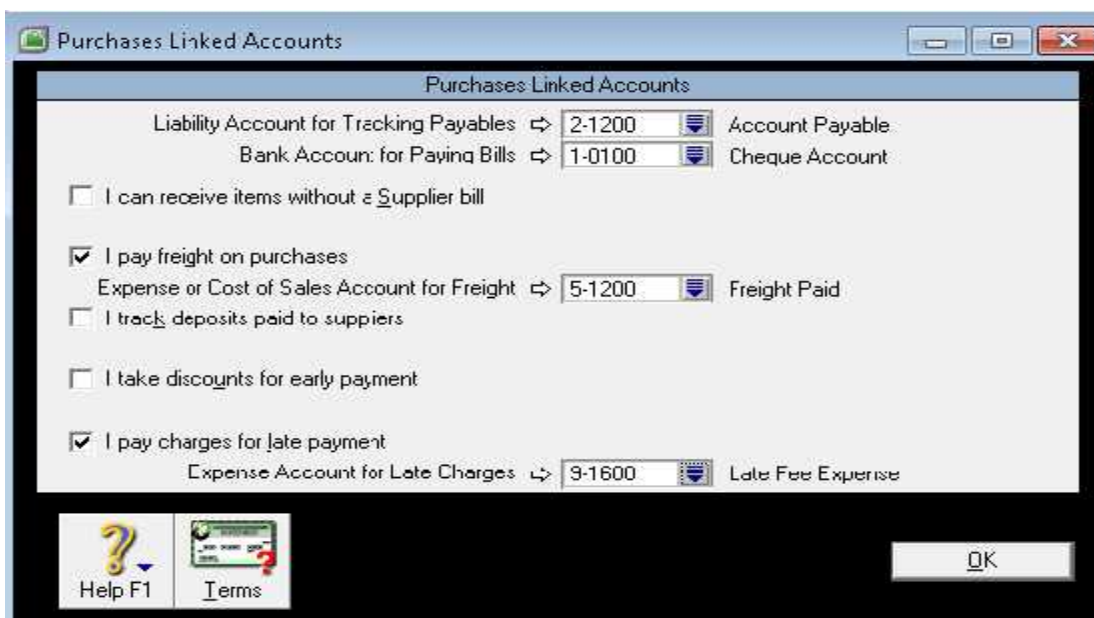 Purchases Linked Accounts
Purchases Linked Accounts
Liability Account for Tracking Payables ⇨ 2-1200 Account Payable
Bank Account for Paying Bills ⇨ 1-0100 Cheque Account
I can receive items without a Supplier bill
I pay freight on purchases
Expense or Cost of Sales Account for Freight ⇨ 5-1200 Freight Paid
I track deposits paid to suppiers
I take discounts for early payment
I pay charges for late payment
Expense Account for Late Charges ⇨ 9-1600 Late Fee Expense
Help F1 Terms
OK